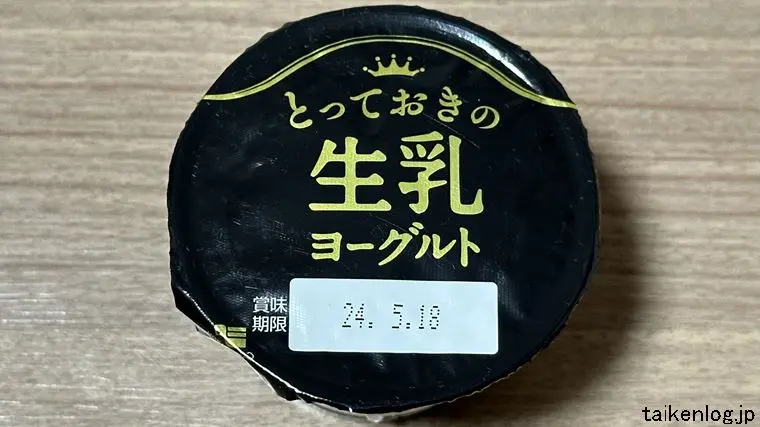 とっておきの
生乳
ヨーグルト
賞味
期限
24. 5.18
taikenlog.jp